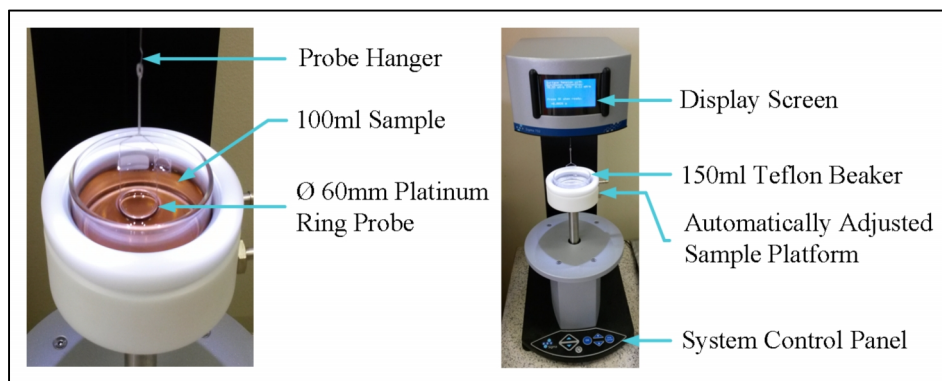 Probe Hanger
100ml Sample
Ø 60mm Platinum
Ring Probe
Display Screen
150ml Teflon Beaker
Automatically Adjusted
Sample Platform
System Control Panel